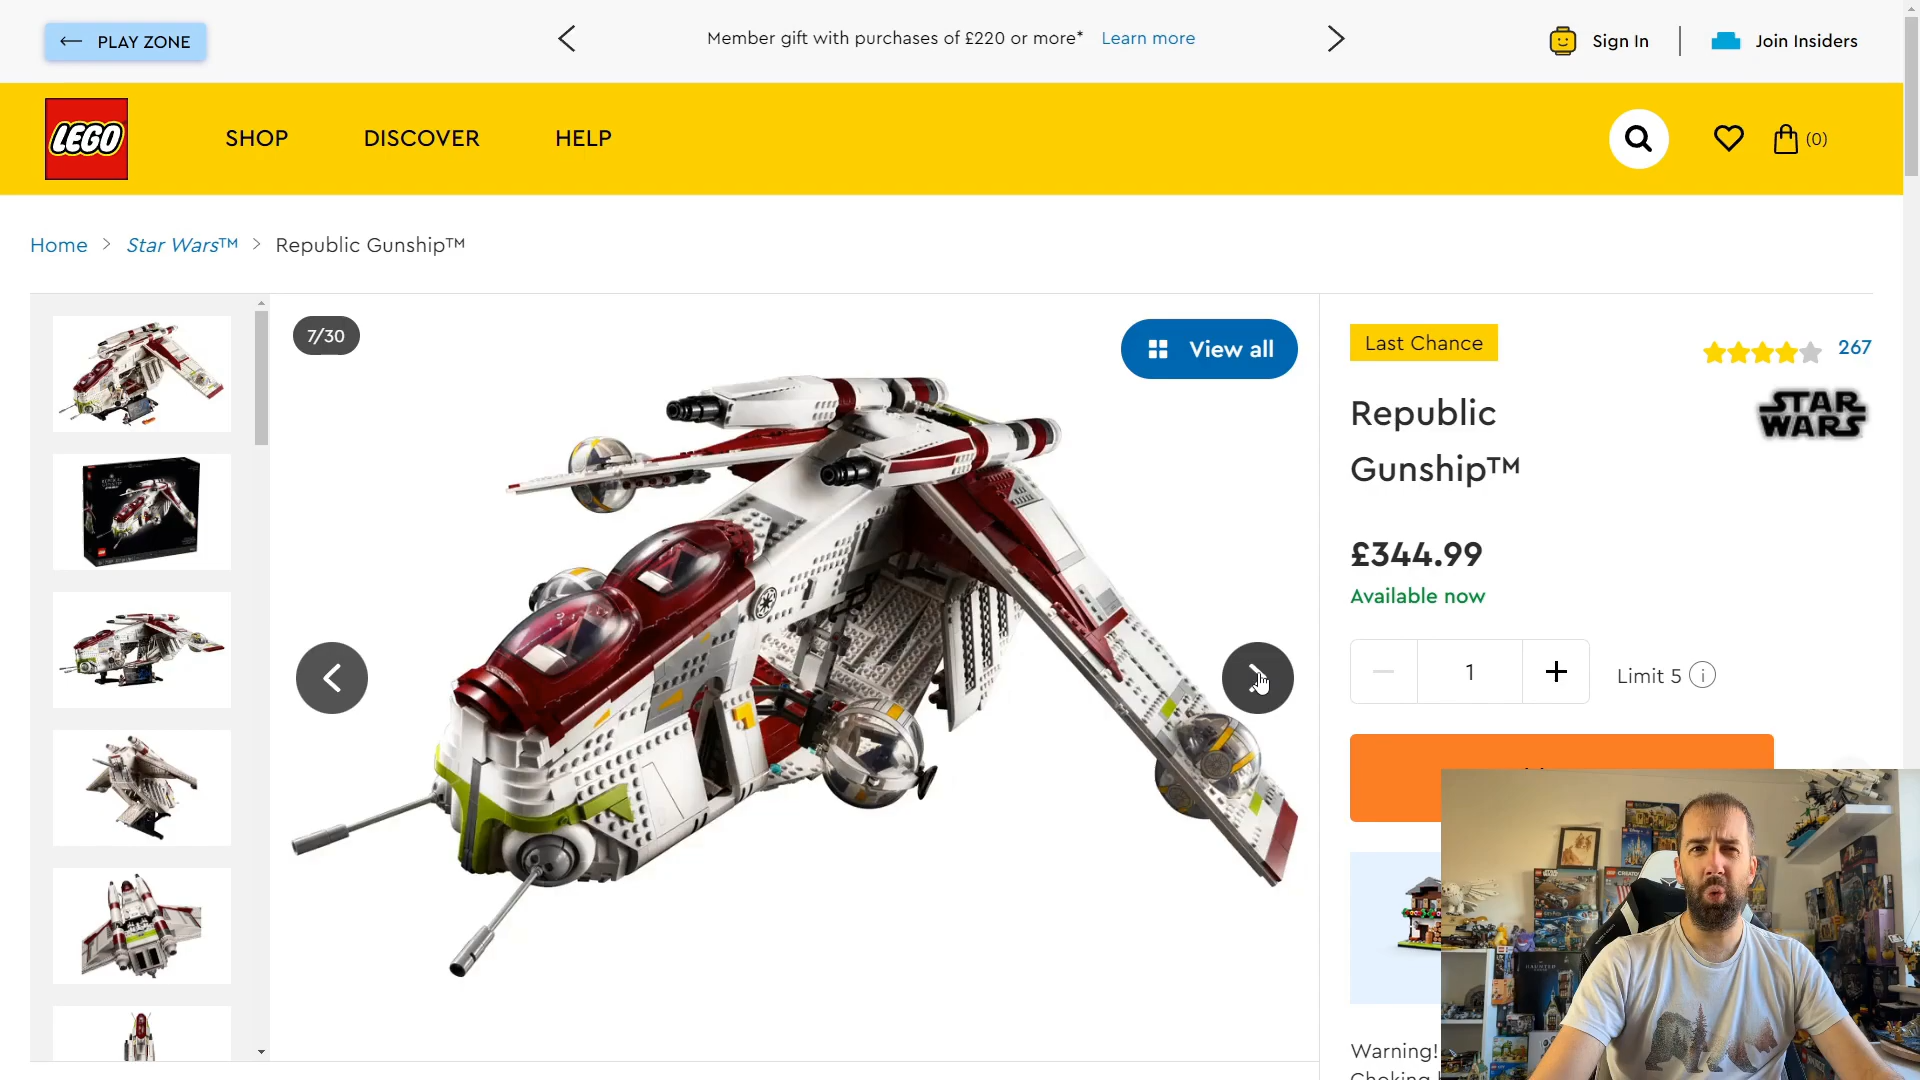 PLAY ZONE
Member gift with purchases of £220 or more* Learn more
Sign In
Join Insiders
LEGO
SHOP
DISCOVER
HELP
(0)
Home > Star Wars™ > Republic Gunship™
7/30
View all
Last Chance
267
STAR WARS
Republic
Gunship™
£344.99
Available now
1
Limit 5
Warning!
Choking